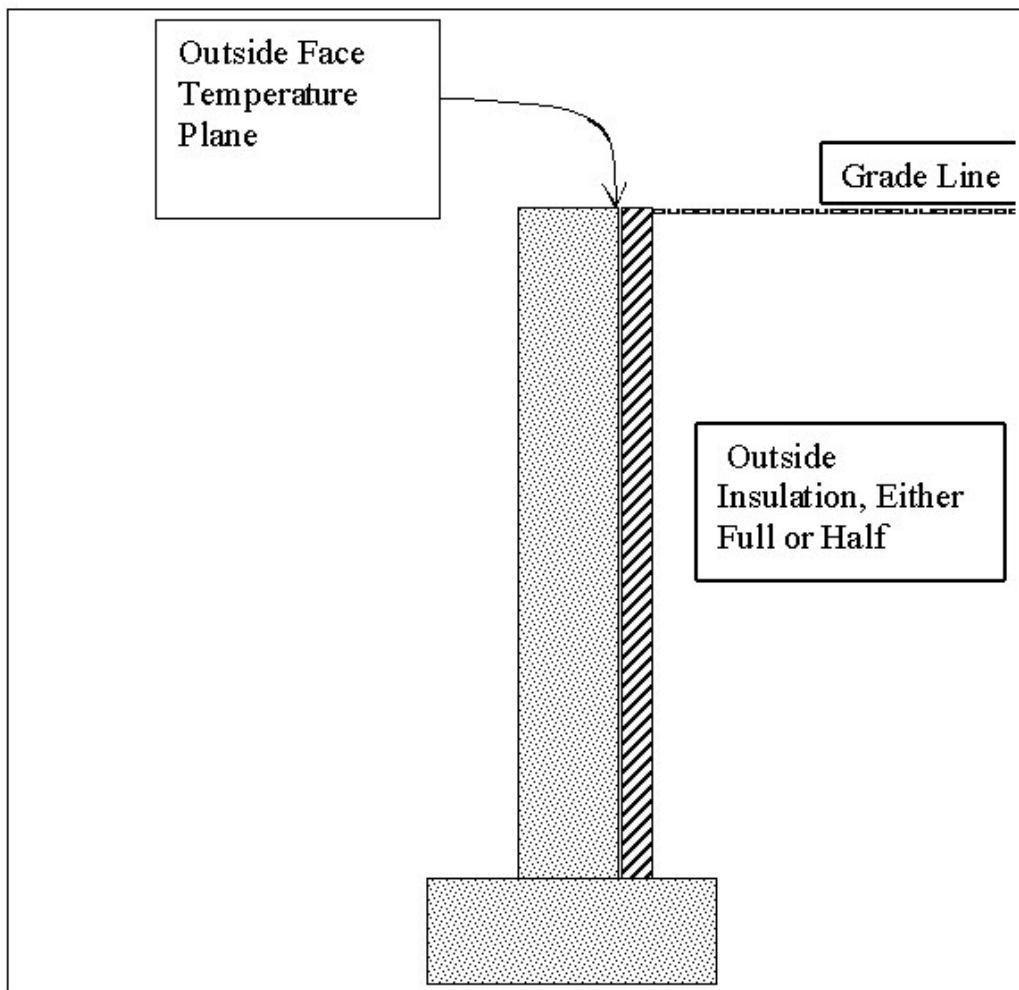 Outside Face
Temperature
Plane
Grade Line
Outside
Insulation, Either
Full or Half